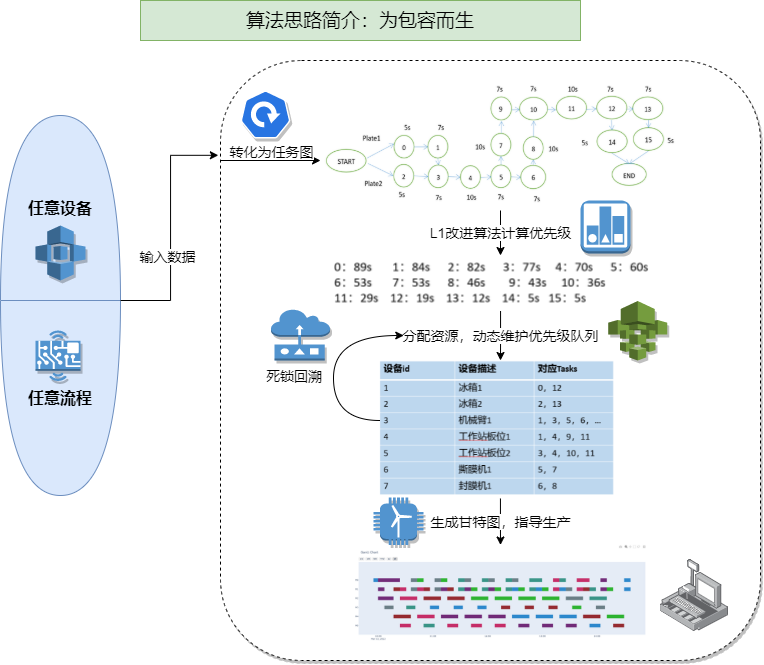 算法思路简介：为包容而生
任意设备
任意流程
输入数据
转化为任务图
START
Plate1
Plate2
5s
7s
0
1
2
3
4
5
6
5s
7s
10s
7s
7s
10s
7
8
10s
7s
7s
10s
7s
7s
9
10
11
12
13
5s
14
15
5s
END
L1改进算法计算优先级
0：89s 1：84s 2：82s 3：77s 4：70s 5：60s
6：53s 7：53s 8：46s 9：43s 10：36s
11：29s 12：19s 13：12s 14：5s 15：5s
分配资源，动态维护优先级队列
死锁回溯
设备Id 设备描述 对应Tasks
1 冰箱1 0，12
2 冰箱2 2，13
3 机械臂1 1，3，5，6，...
4 工作站板位1 1，4，9，11
5 工作站板位2 3，4，10，11
6 撕膜机1 5，7
7 封膜机1 6，8
生成甘特图，指导生产